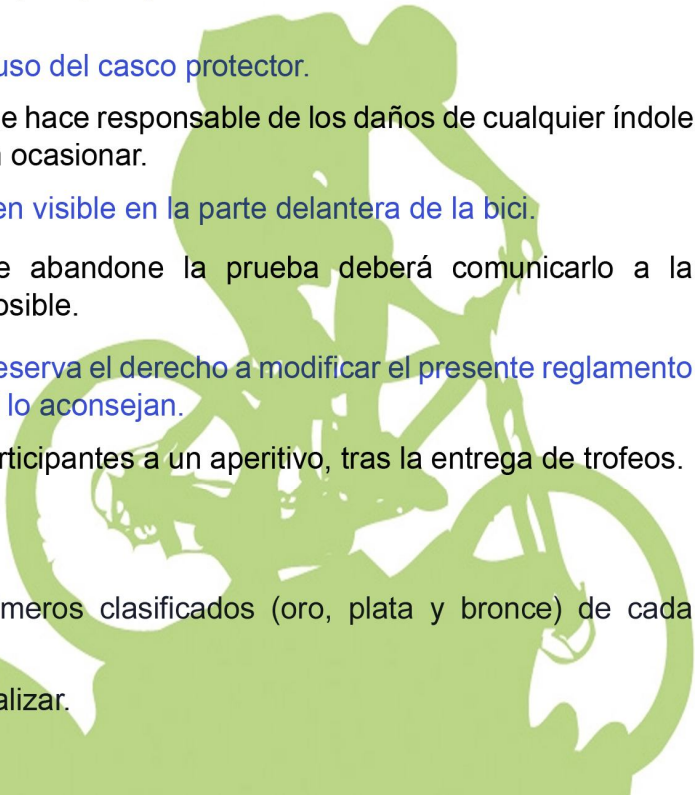 uso del casco protector.
e hace responsable de los daños de cualquier índole
ocasionar.
en visible en la parte delantera de la bici.
e abandone la prueba deberá comunicarlo a la
osible.
eserva el derecho a modificar el presente reglamento
lo aconsejan.
rticipantes a un aperitivo, tras la entrega de trofeos.
meros clasificados (oro, plata y bronce) de cada
alizar.